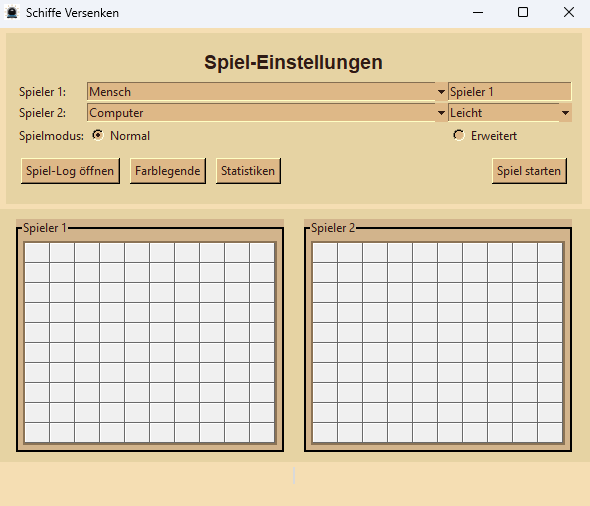 Schiffe Versenken
Spiel-Einstellungen
Spieler 1: Mensch Spieler 1
Spieler 2: Computer Leicht
Spielmodus: Normal Erweitert
Spiel-Log öffnen Farblegende Statistiken Spiel starten
Spieler 1 Spieler 2